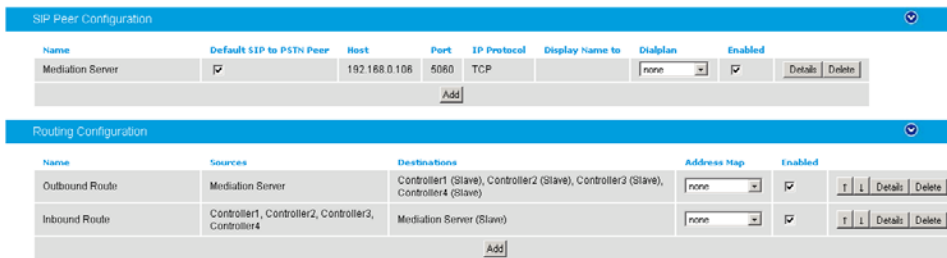 SIP Peer Configuration
Name Default SIP to PSTN Peer Host Port IP Protocol Display Name to Dialplan Enabled
Mediation Server 192.168.0.106 5060 TCP none Details Delete
Add
Routing Configuration
Name Sources Destinations Address Map Enabled
Outbound Route Mediation Server Controller1 (Slave), Controller2 (Slave), Controller3 (Slave), Controller4 (Slave) none ↑ ↓ Details Delete
Inbound Route Controller1, Controller2, Controller3, Controller4 Mediation Server (Slave) none ↑ ↓ Details Delete
Add